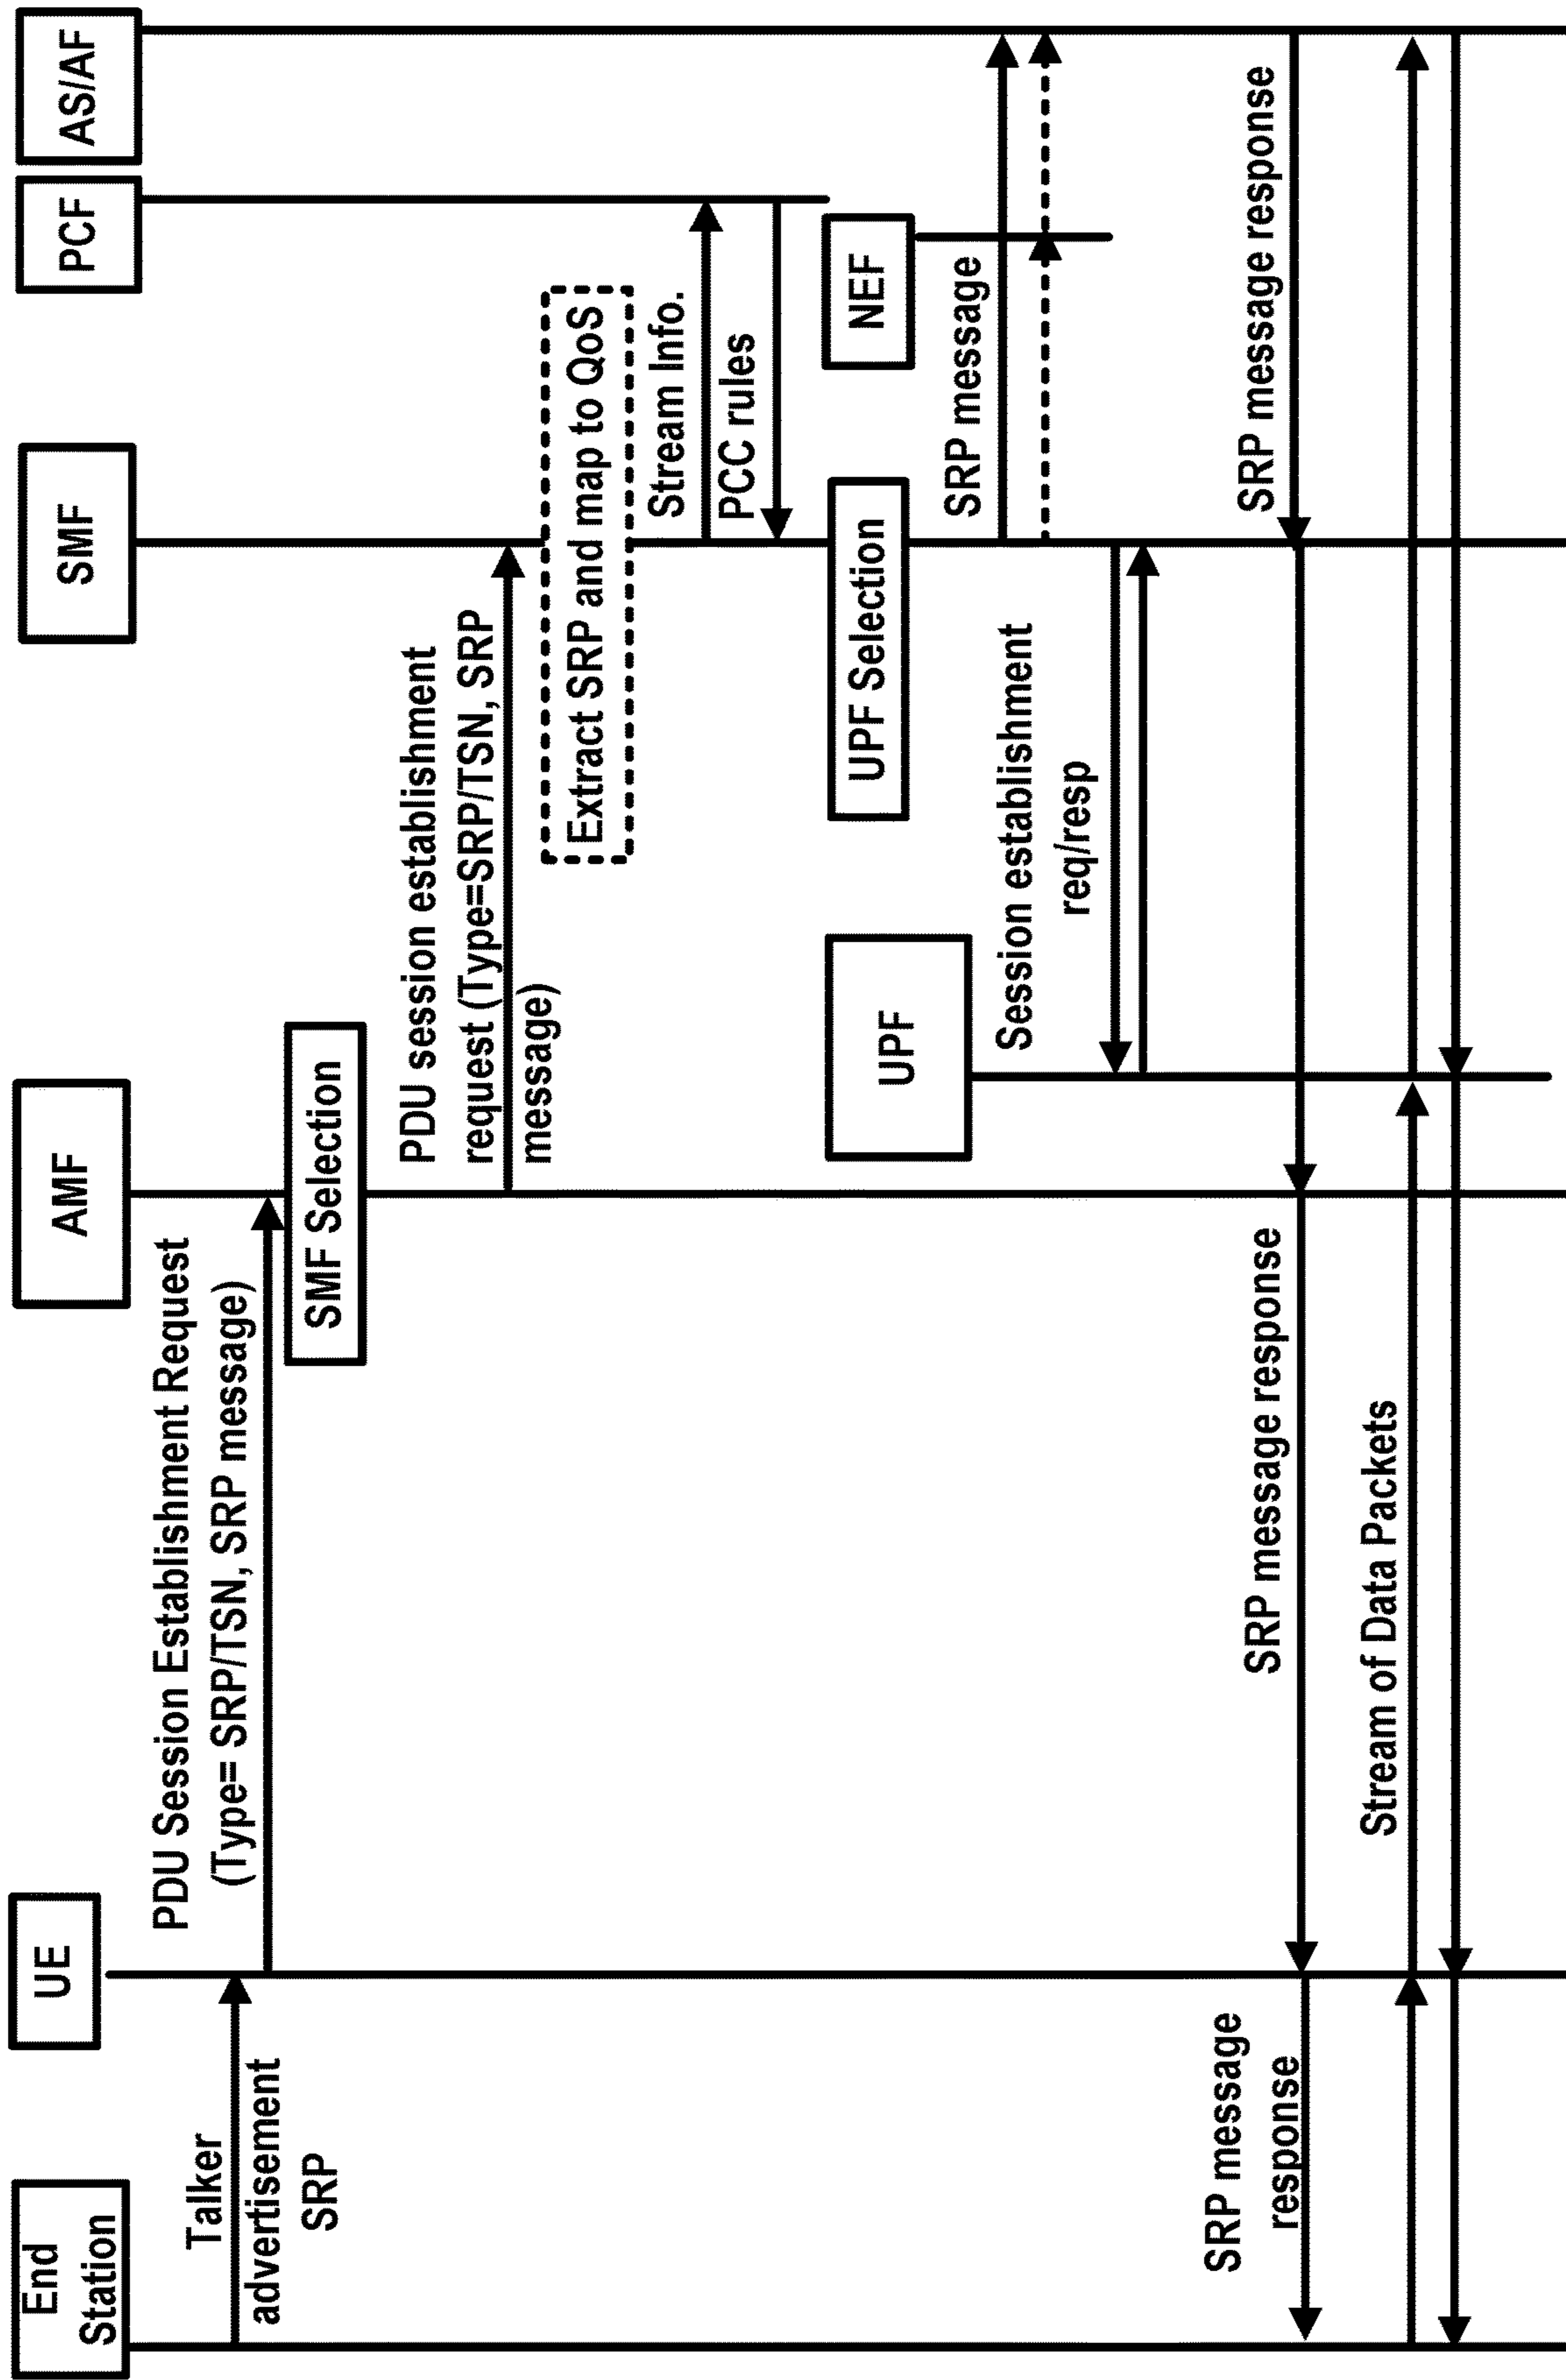 End
Station
UE
AMF
SMF
PCF
AS/AF
Talker
advertisement
SRP
PDU Session Establishment Request
(Type= SRP/TSN, SRP message)
SMF Selection
PDU session establishment
request (Type=SRP/TSN, SRP
message)
Extract SRP and map to QoS
Stream Info.
PCC rules
UPF
UPF Selection
NEF
SRP message
Session establishment
req/resp
SRP message response
SRP message response
SRP message
response
Stream of Data Packets